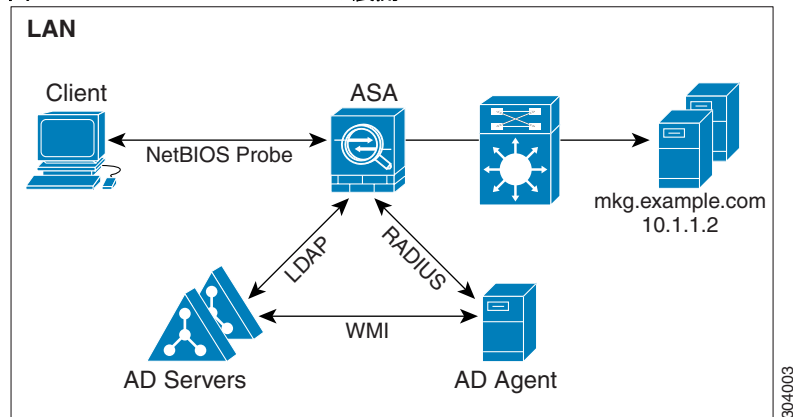 LAN
Client
ASA
NetBIOS Probe
mkg.example.com
10.1.1.2
LDAP
RADIUS
WMI
AD Servers
AD Agent
304003